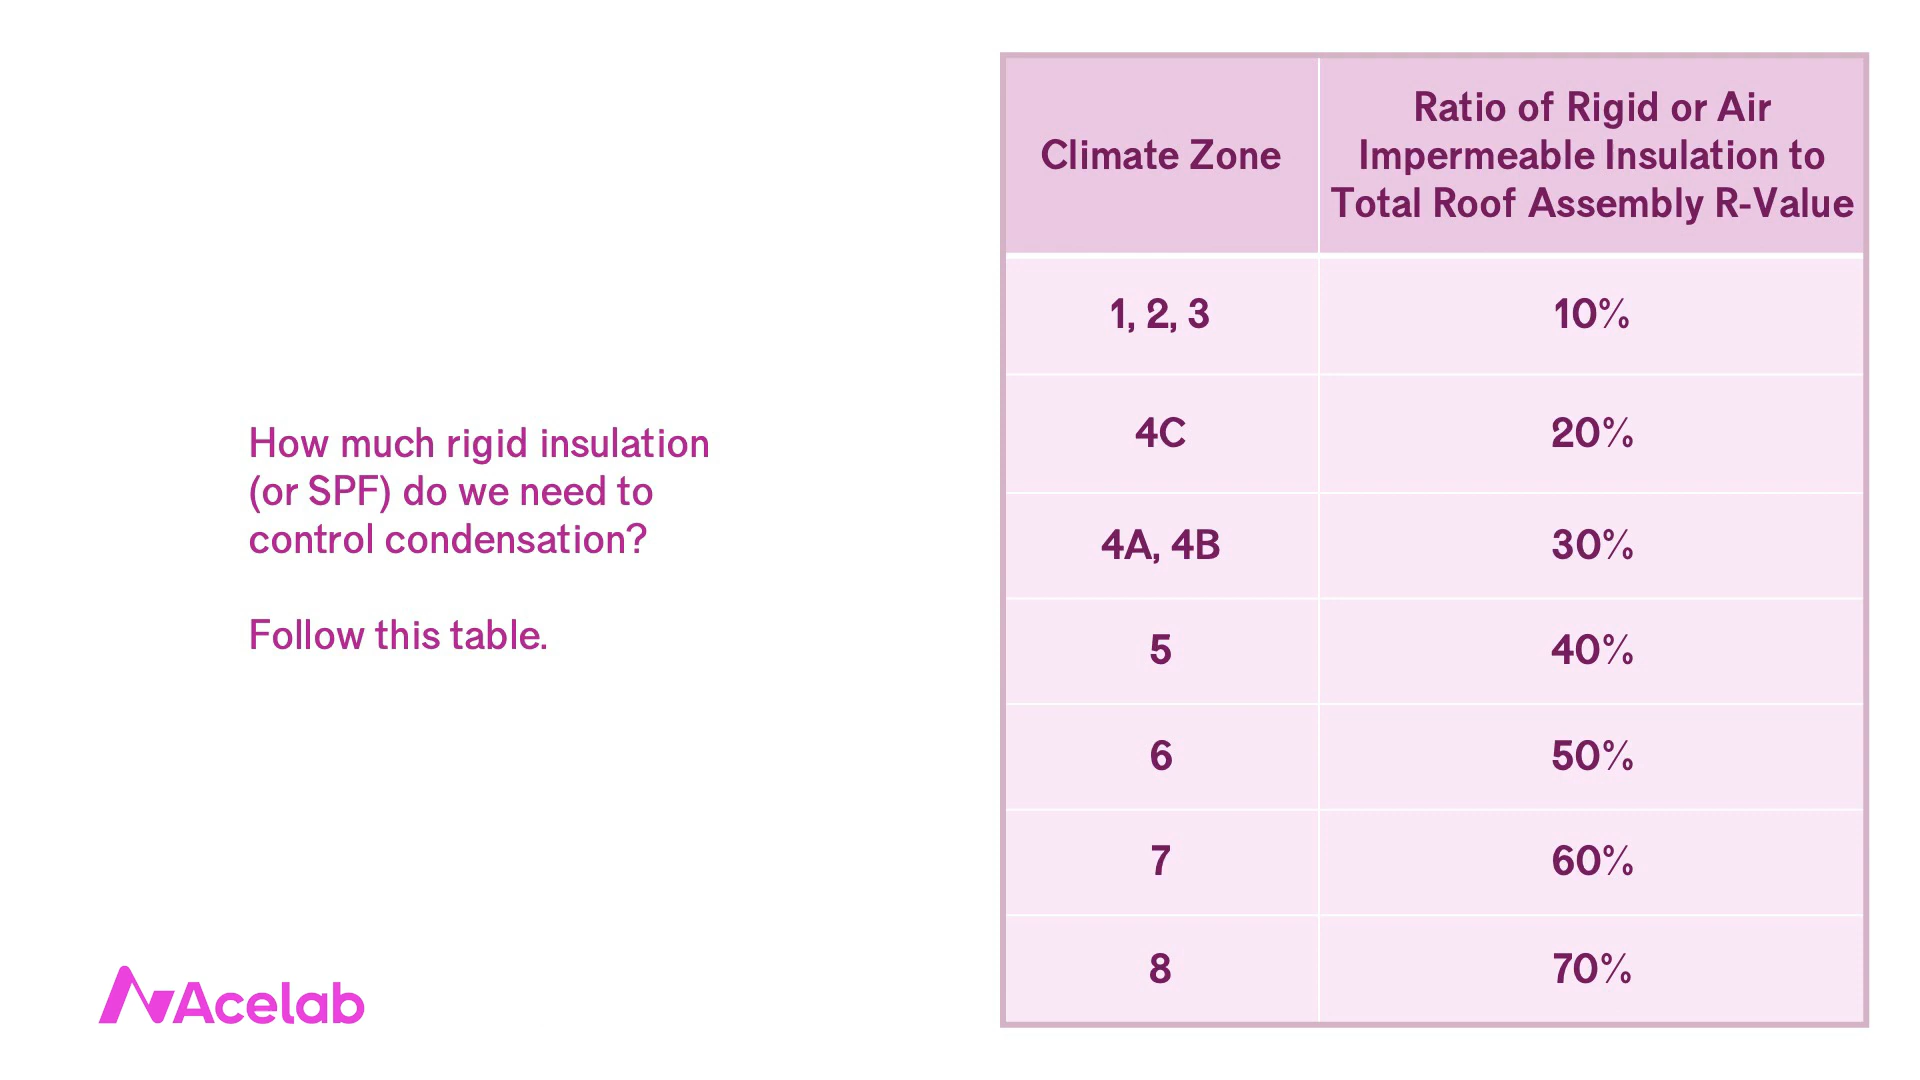 How much rigid insulation
(or SPF) do we need to
control condensation?
Follow this table.
Acelab
Climate Zone
Ratio of Rigid or Air
Impermeable Insulation to
Total Roof Assembly R-Value
1, 2, 3 10%
4C 20%
4A, 4B 30%
5 40%
6 50%
7 60%
8 70%